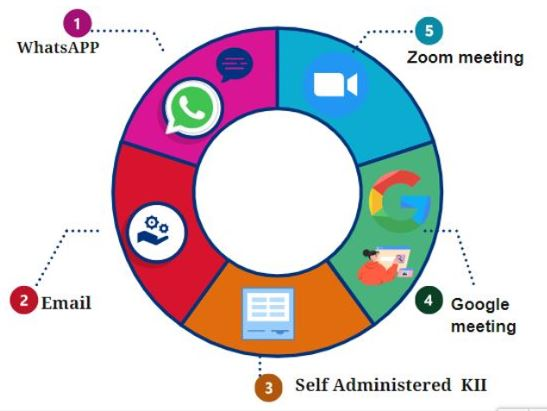 1
WhatsAPP
5
Zoom meeting
2
Email
4
Google
meeting
3
Self Administered KII